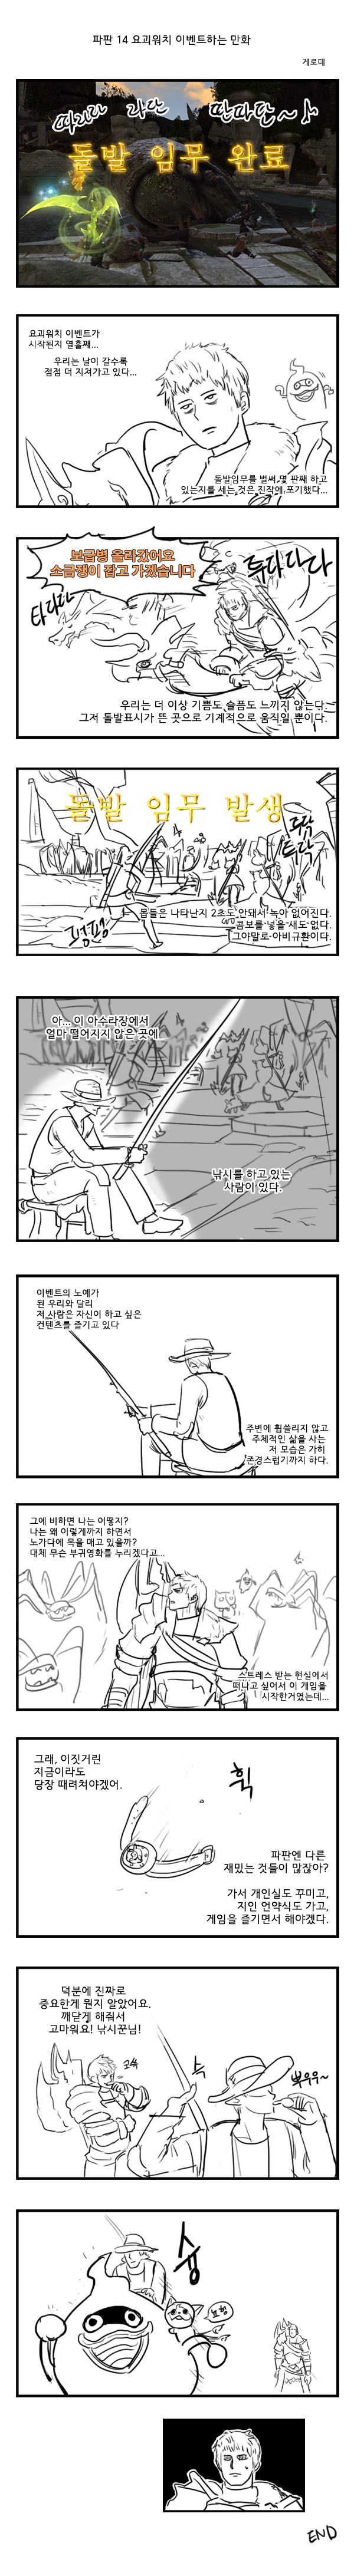 파판 14 요괴워치 이벤트하는 만화
게로데
따리라 라란 딴따단~♪
돌발 임무 완료
요괴워치 이벤트가
시작된지 열흘째...
우리는 날이 갈수록
점점 더 지쳐가고 있다...
돌발임무를 벌써 몇 판째 하고
있는지를 세는 것은 진작에 포기했다...
보급병 올라갔어요
소금쟁이 잡고 가겠습니다
두다다다
타다다
우리는 더 이상 기쁨도 슬픔도 느끼지 않는다.
그저 돌발표시가 뜬 곳으로 기계적으로 움직일 뿐이다.
돌발 임무 발생
투닥
펑펑
몹들은 나타난지 2초도 안돼서 녹아 없어진다.
콤보를 넣을 새도 없다.
그야말로 아비규환이다.
아... 이 아수라장에서
얼마 떨어지지 않은 곳에
낚시를 하고 있는
사람이 있다.
이벤트의 노예가
된 우리와 달리
저 사람은 자신이 하고 싶은
컨텐츠를 즐기고 있다
주변에 휩쓸리지 않고
주체적인 삶을 사는
저 모습은 가히
존경스럽기까지 하다.
그에 비하면 나는 어떻지?
나는 왜 이렇게까지 하면서
노가다에 목을 매고 있을까?
대체 무슨 부귀영화를 누리겠다고...
스트레스 받는 현실에서
떠나고 싶어서 이 게임을
시작한거였는데...
그래, 이짓거린
지금이라도
당장 때려쳐야겠어.
휙
파판엔 다른
재밌는 것들이 많잖아?
가서 개인실도 꾸미고,
지인 언약식도 가고,
게임을 즐기면서 해야겠다.
덕분에 진짜로
중요한게 뭔지 알았어요.
깨닫게 해줘서
고마워요! 낚시꾼님!
슥
뿌우우~
슝
END